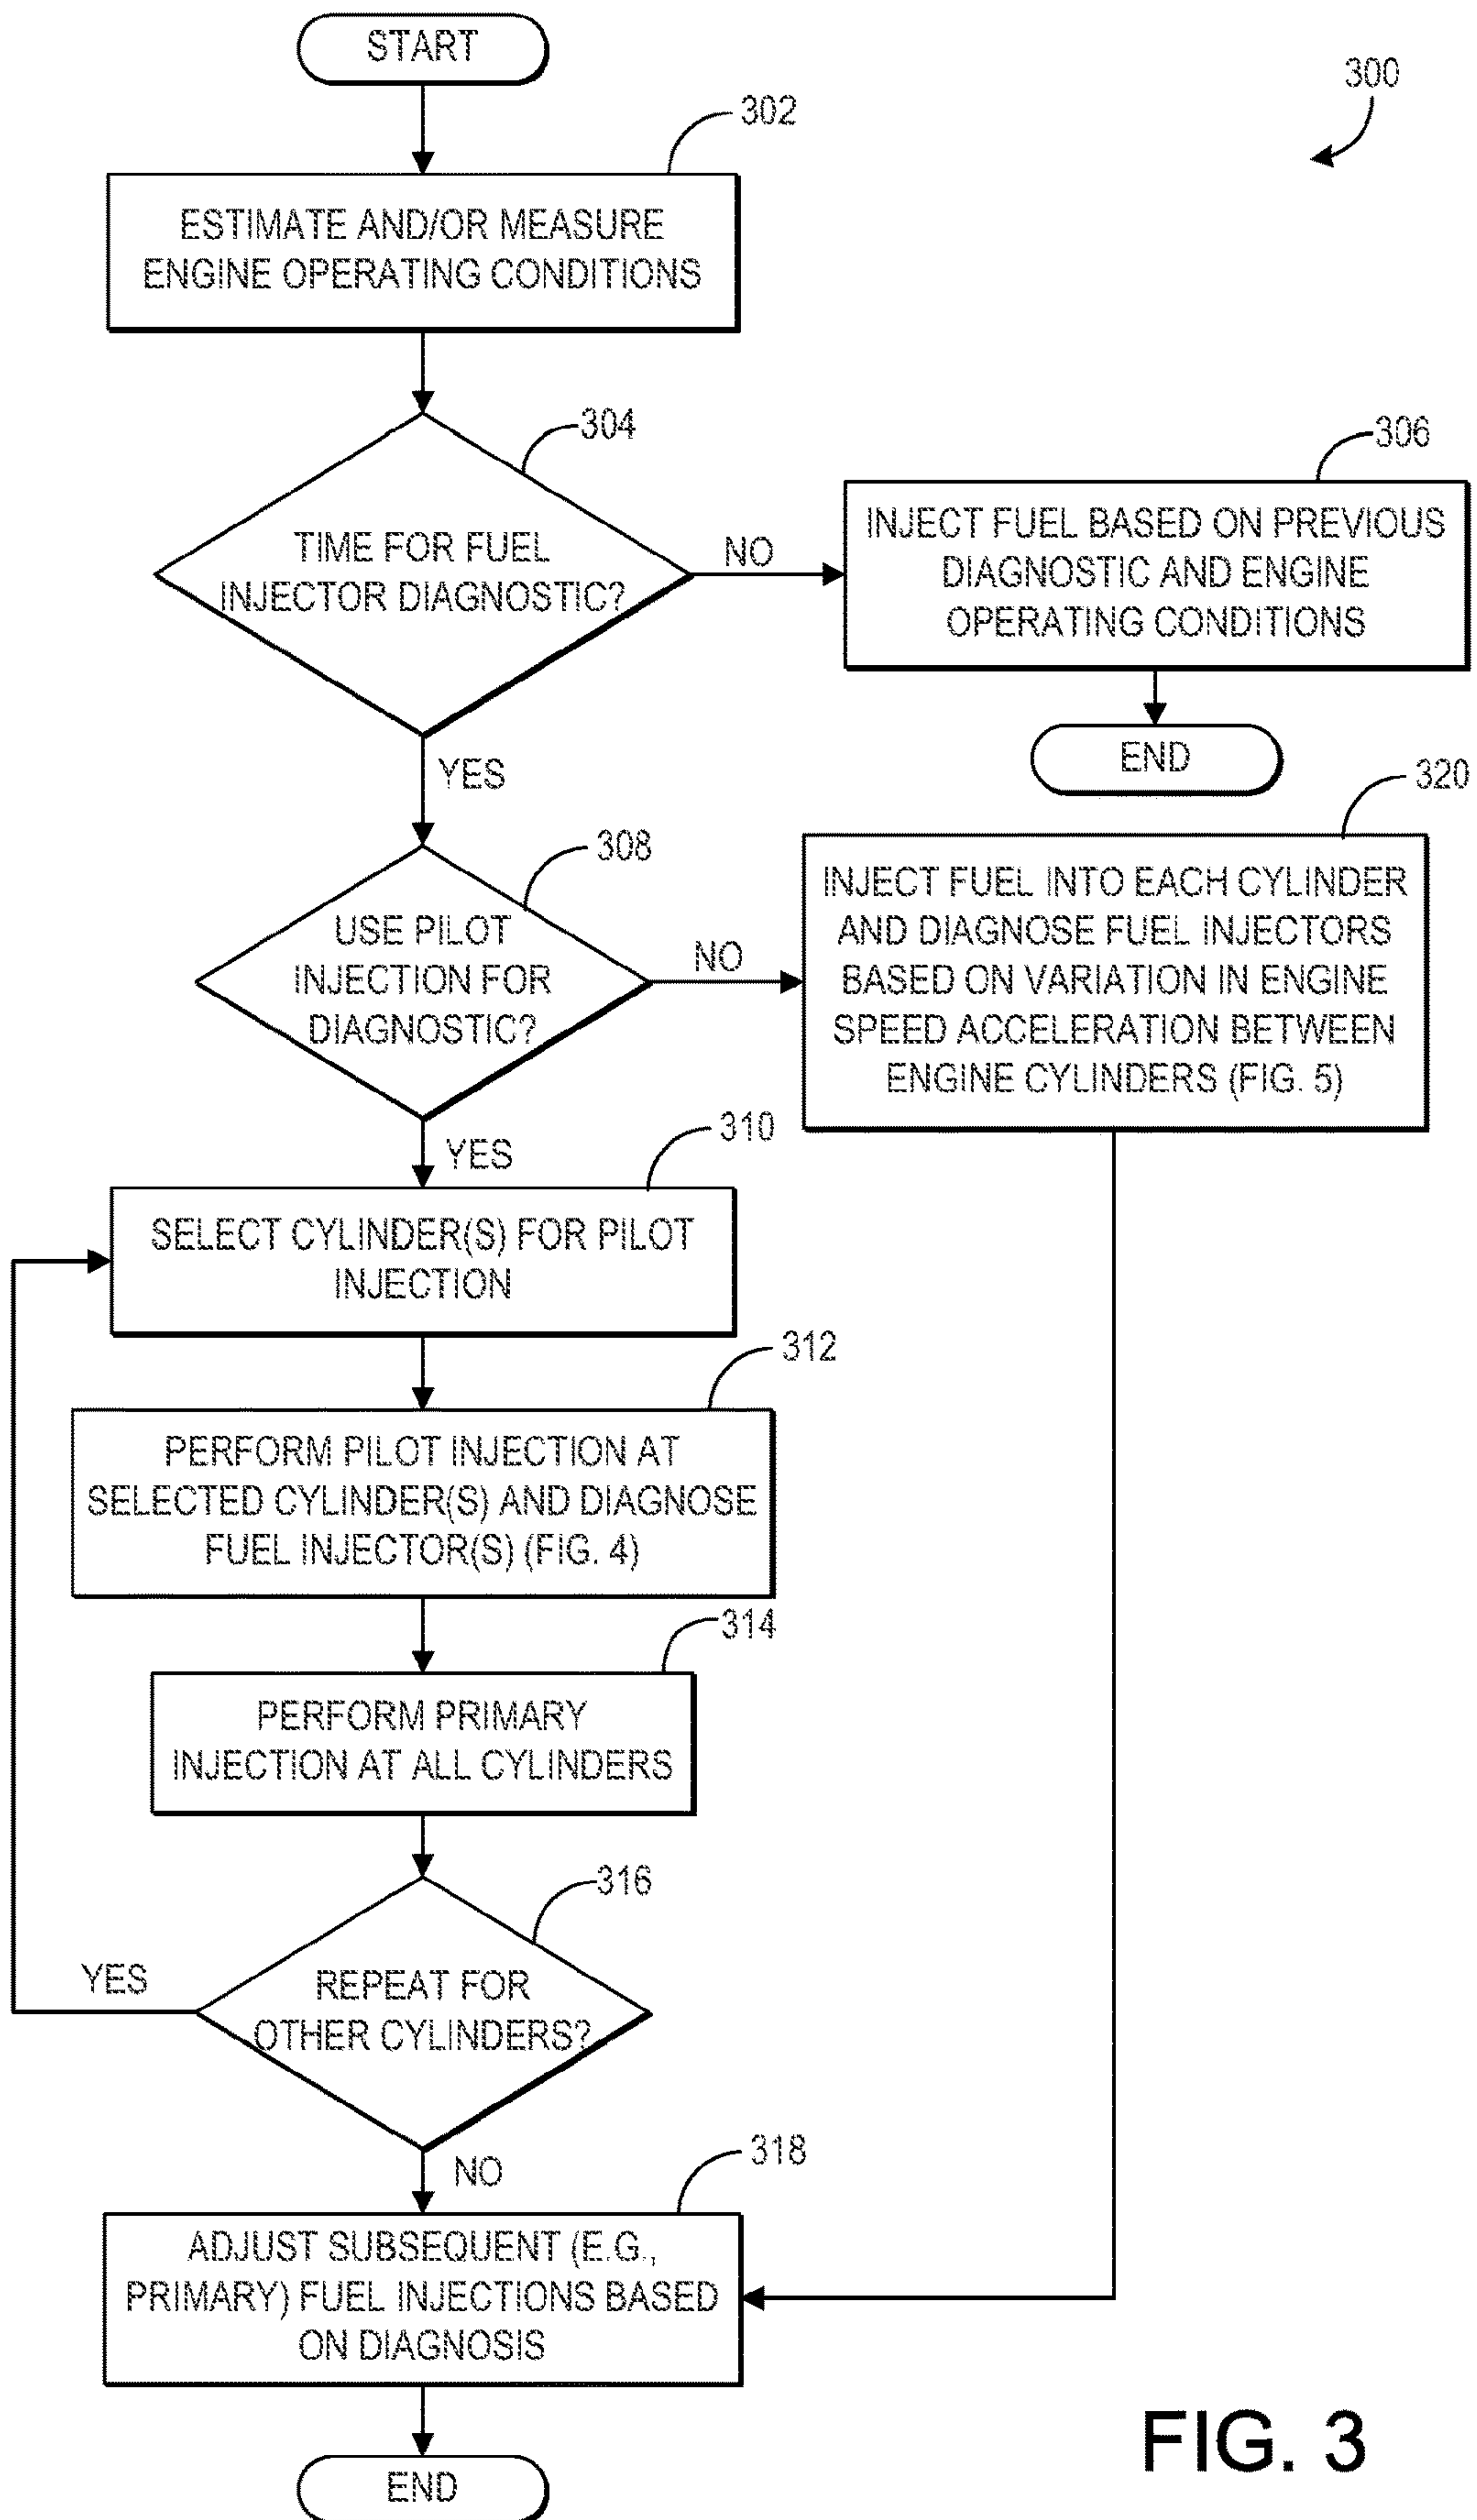 START
300
302
ESTIMATE AND/OR MEASURE
ENGINE OPERATING CONDITIONS
304
TIME FOR FUEL
INJECTOR DIAGNOSTIC?
NO
306
INJECT FUEL BASED ON PREVIOUS
DIAGNOSTIC AND ENGINE
OPERATING CONDITIONS
END
YES
308
USE PILOT
INJECTION FOR
DIAGNOSTIC?
NO
320
INJECT FUEL INTO EACH CYLINDER
AND DIAGNOSE FUEL INJECTORS
BASED ON VARIATION IN ENGINE
SPEED ACCELERATION BETWEEN
ENGINE CYLINDERS (FIG. 5)
YES
310
SELECT CYLINDER(S) FOR PILOT
INJECTION
312
PERFORM PILOT INJECTION AT
SELECTED CYLINDER(S) AND DIAGNOSE
FUEL INJECTOR(S) (FIG. 4)
314
PERFORM PRIMARY
INJECTION AT ALL CYLINDERS
316
REPEAT FOR
OTHER CYLINDERS?
YES
NO
318
ADJUST SUBSEQUENT (E.G.,
PRIMARY) FUEL INJECTIONS BASED
ON DIAGNOSIS
END
FIG. 3